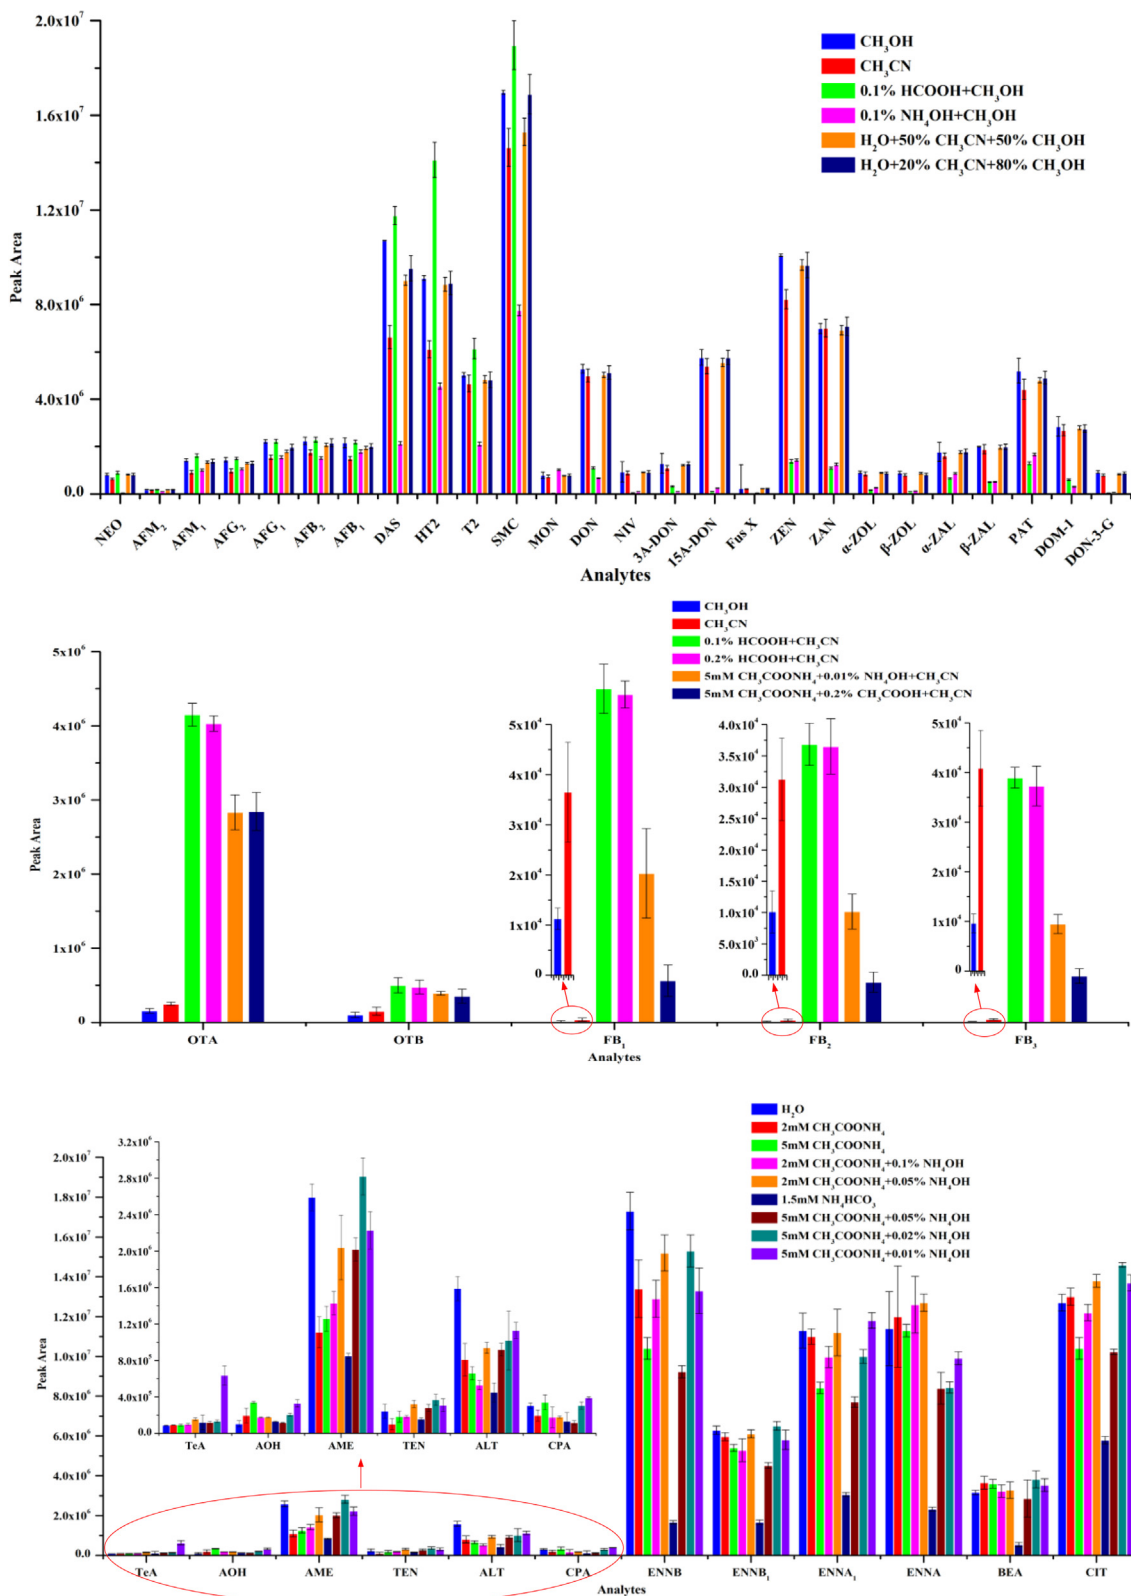 2.0x10⁷
1.6x10⁷
1.2x10⁷
8.0x10⁶
4.0x10⁶
0.0
Peak Area
CH₃OH
CH₃CN
0.1% HCOOH+CH₃OH
0.1% NH₄OH+CH₃OH
H₂O+50% CH₃CN+50% CH₃OH
H₂O+20% CH₃CN+80% CH₃OH
NEO AFM₂ AFM₁ AFG₂ AFG₁ AFB₂ AFB₁ DAS HT2 T2 SMC MON DON NIV 3A-DON 15A-DON Fus X ZEN ZAN α-ZOL β-ZOL α-ZAL β-ZAL PAT DOM-1 DON-3-G
Analytes
CH₃OH
CH₃CN
0.1% HCOOH+CH₃CN
0.2% HCOOH+CH₃CN
5mM CH₃COONH₄+0.01% NH₄OH+CH₃CN
5mM CH₃COONH₄+0.2% CH₃COOH+CH₃CN
5x10⁶
4x10⁶
3x10⁶
2x10⁶
1x10⁶
0
Peak Area
5x10⁴
4x10⁴
3x10⁴
2x10⁴
1x10⁴
0
4.0x10⁴
3.5x10⁴
3.0x10⁴
2.5x10⁴
2.0x10⁴
1.5x10⁴
1.0x10⁴
5.0x10³
0.0
5x10⁴
4x10⁴
3x10⁴
2x10⁴
1x10⁴
0
OTA OTB FB₁ FB₂ FB₃
Analytes
H₂O
2mM CH₃COONH₄
5mM CH₃COONH₄
2mM CH₃COONH₄+0.1% NH₄OH
2mM CH₃COONH₄+0.05% NH₄OH
1.5mM NH₄HCO₃
5mM CH₃COONH₄+0.05% NH₄OH
5mM CH₃COONH₄+0.02% NH₄OH
5mM CH₃COONH₄+0.01% NH₄OH
2.0x10⁷
1.8x10⁷
1.6x10⁷
1.4x10⁷
1.2x10⁷
1.0x10⁷
8.0x10⁶
6.0x10⁶
4.0x10⁶
2.0x10⁶
0.0
Peak Area
3.2x10⁶
2.8x10⁶
2.4x10⁶
2.0x10⁶
1.6x10⁶
1.2x10⁶
8.0x10⁵
4.0x10⁵
0.0
TeA AOH AME TEN ALT CPA
TeA AOH AME TEN ALT CPA ENNB ENNB₁ ENNA₁ ENNA BEA CIT
Analytes